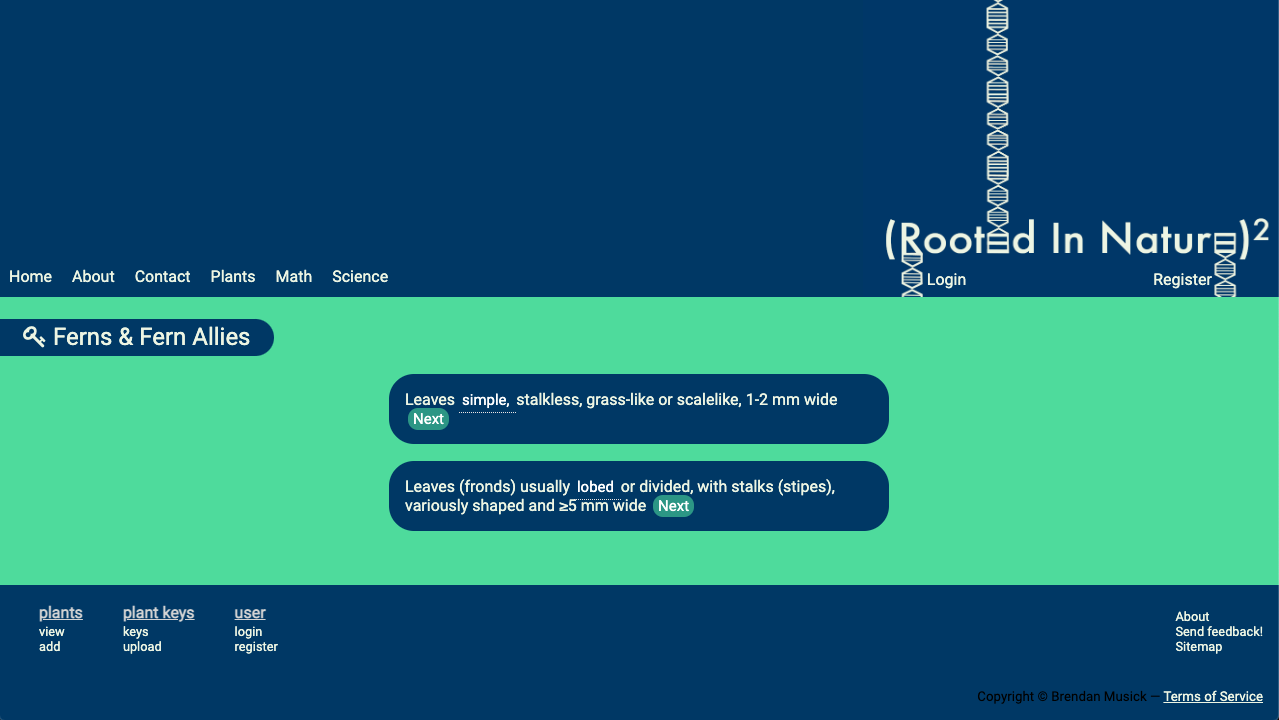 (Rooted In Nature)²
Home About Contact Plants Math Science
Login Register
Ferns & Fern Allies
Leaves simple, stalkless, grass-like or scalelike, 1-2 mm wide
Next
Leaves (fronds) usually lobed or divided, with stalks (stipes),
variously shaped and ≥5 mm wide Next
plants plant keys user
view keys login
add upload register
About
Send feedback!
Sitemap
Copyright © Brendan Musick — Terms of Service